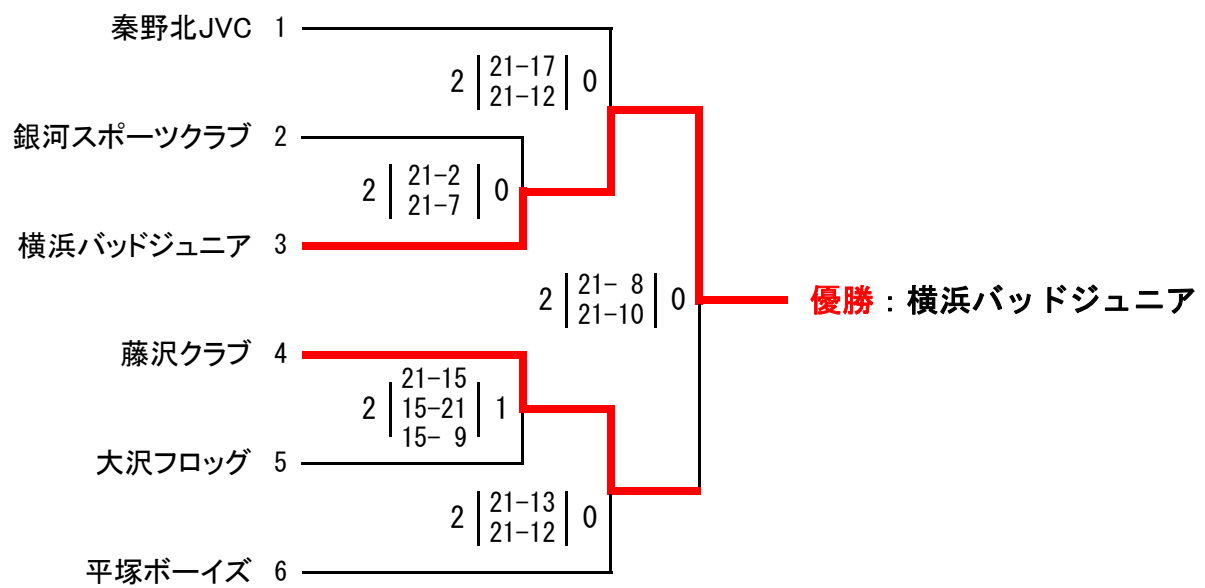 秦野北JVC 1
2 21-17 0
21-12
銀河スポーツクラブ 2
2 21-2 0
21-7
横浜バッドジュニア 3
2 21- 8 0
21-10
優勝：横浜バッドジュニア
藤沢クラブ 4
21-15
2 15-21 1
15- 9
大沢フロッグ 5
2 21-13 0
21-12
平塚ボーイズ 6